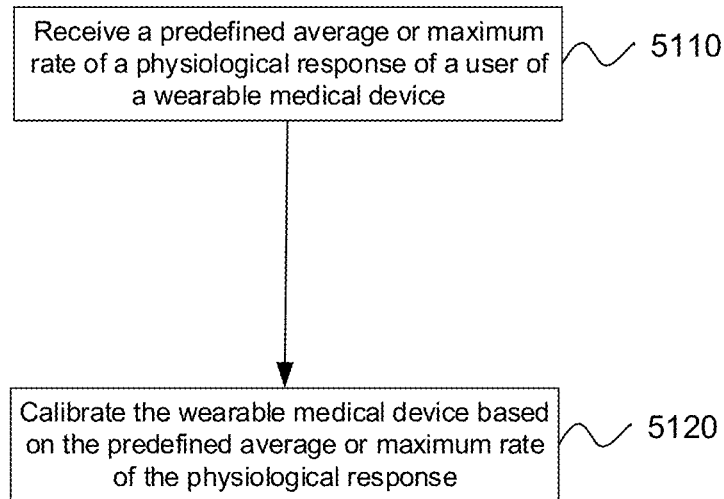 Receive a predefined average or maximum
rate of a physiological response of a user of
a wearable medical device
5110
Calibrate the wearable medical device based
on the predefined average or maximum rate
of the physiological response
5120